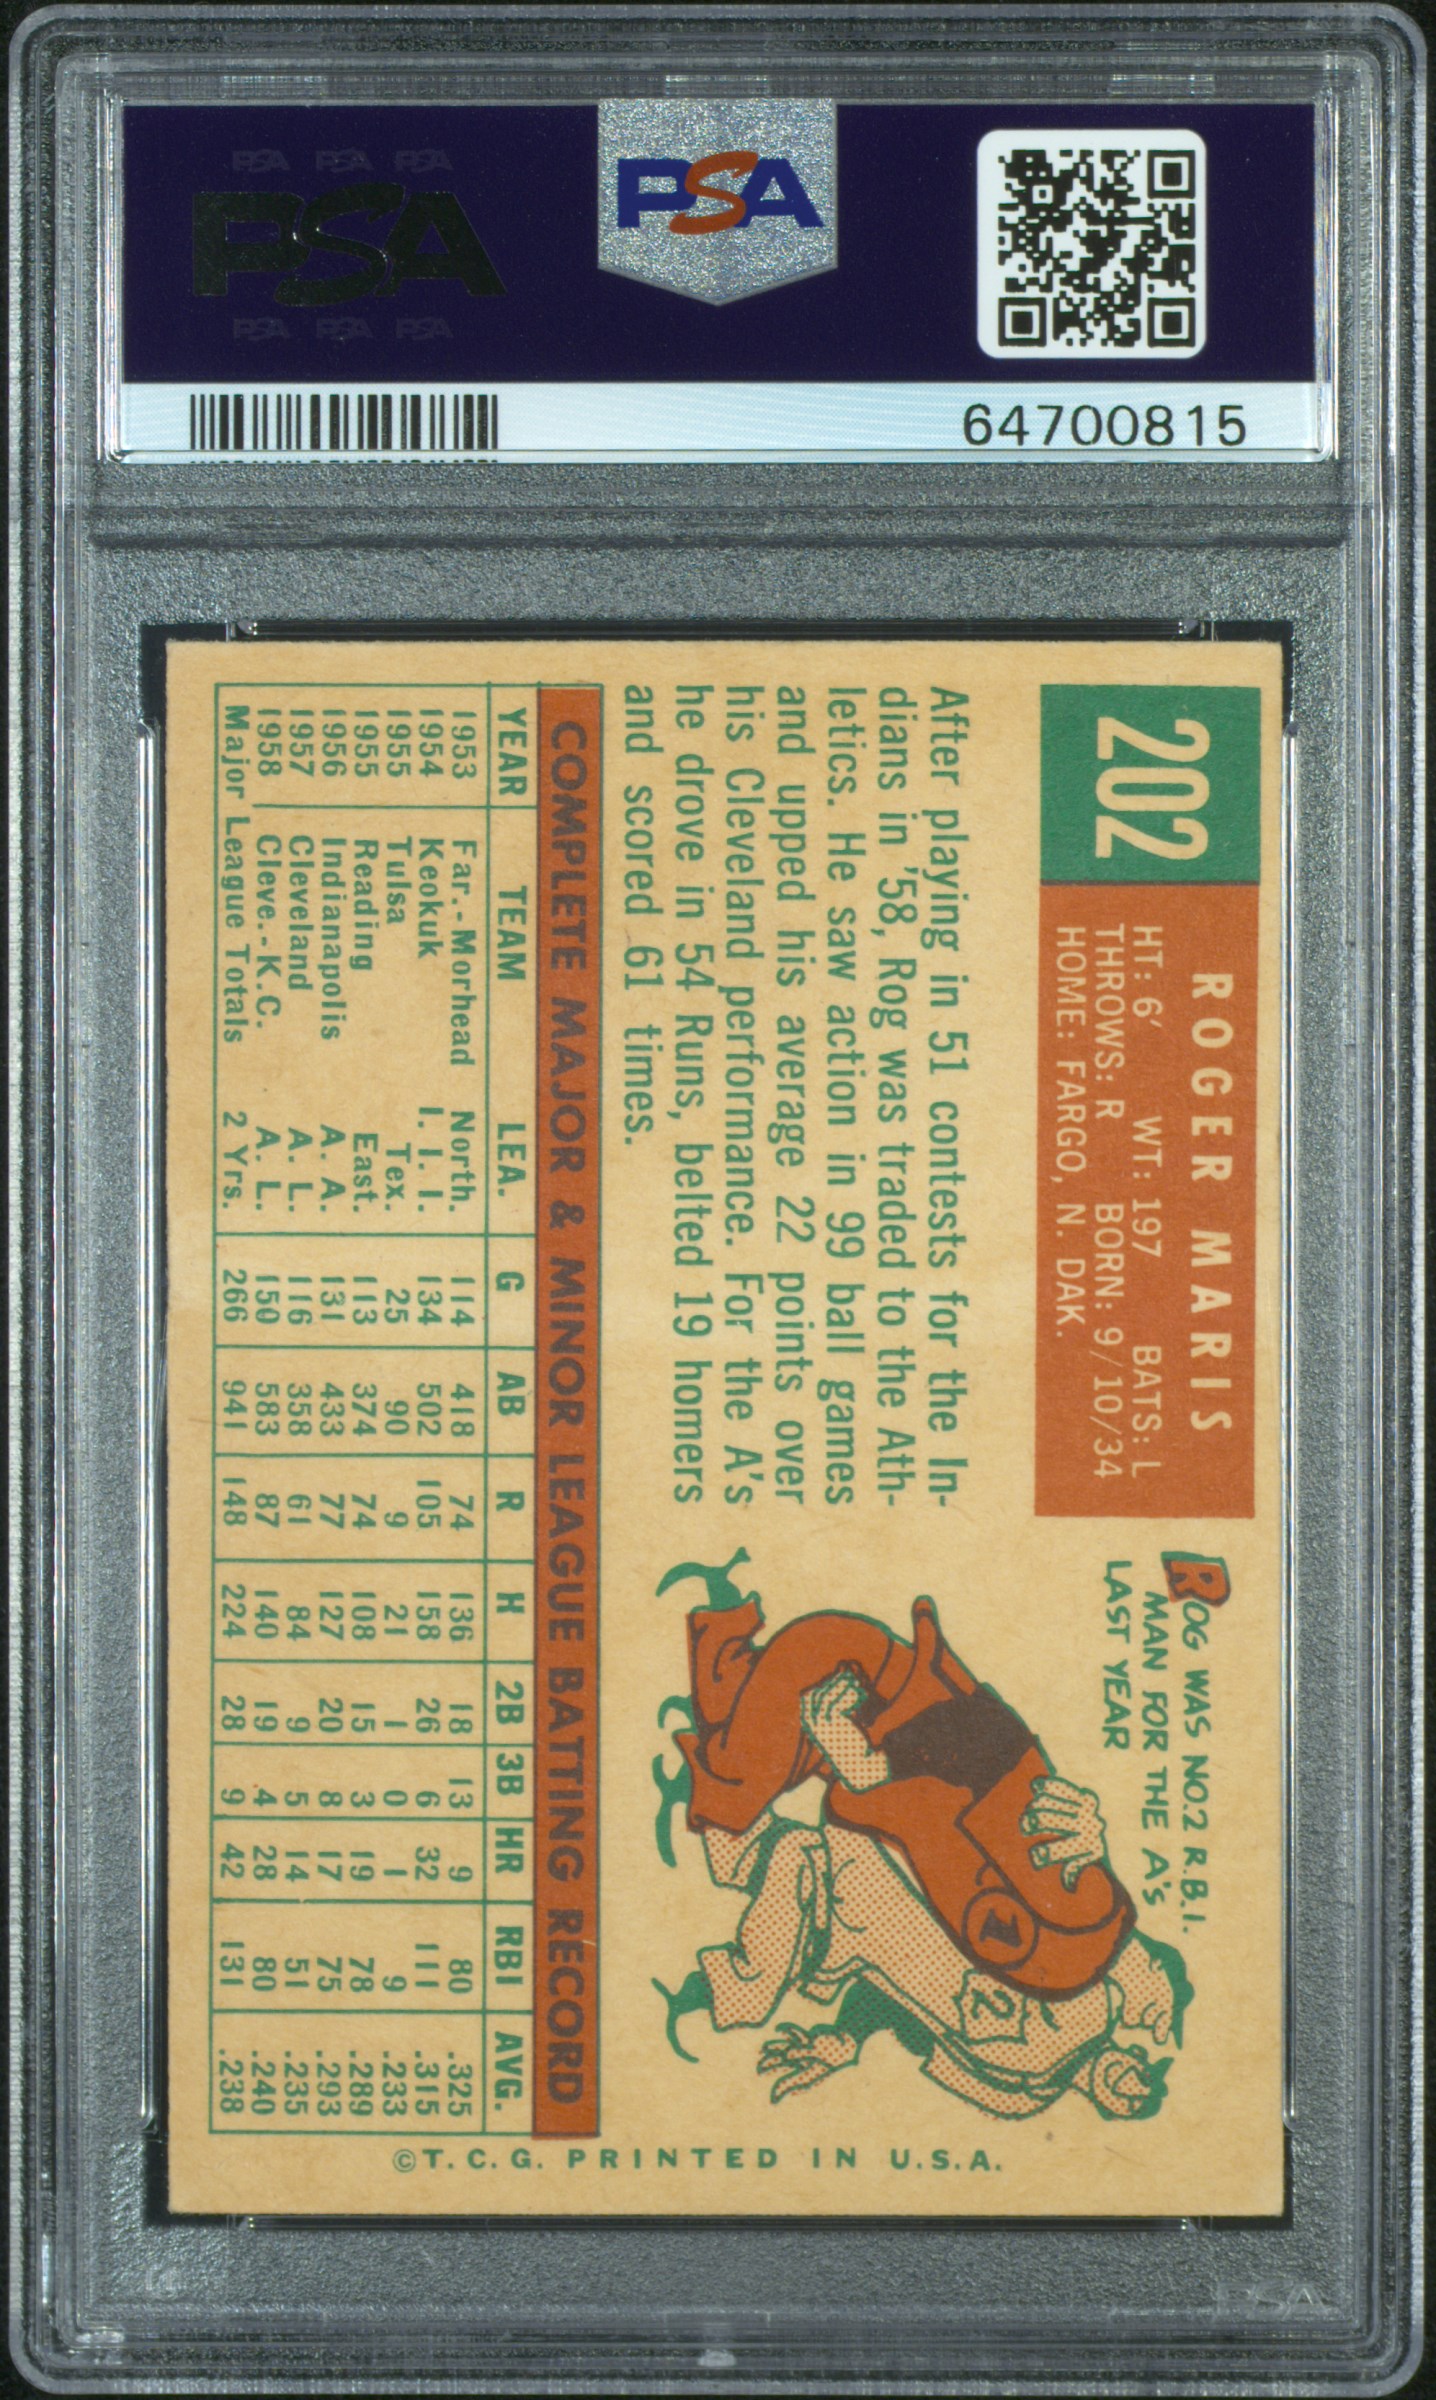 PSA PSA PSA
PSA
PSA PSA PSA
PSA
64700815
202
ROGER MARIS
HT: 6' WT: 197 BATS: L
THROWS: R BORN: 9/10/34
HOME: FARGO, N. DAK.
After playing in 51 contests for the In-
dians in '58, Rog was traded to the Ath-
letics. He saw action in 99 ball games
and upped his average 22 points over
his Cleveland performance. For the A's
he drove in 54 Runs, belted 19 homers
and scored 61 times.
ROG WAS NO.2 R.B.I.
MAN FOR THE A's
LAST YEAR
1
2
COMPLETE MAJOR & MINOR LEAGUE BATTING RECORD
YEAR TEAM LEA. G AB R H 2B 3B HR RBI AVG.
1953 Far.-Morhead North. 114 418 74 136 18 13 9 80 .325
1954 Keokuk I. I. I. 134 502 105 158 26 6 32 111 .315
1955 Tulsa Tex. 25 90 9 21 1 0 1 9 .233
1955 Reading East. 113 374 74 108 15 3 19 78 .289
1956 Indianapolis A. A. 131 433 77 127 20 8 17 75 .293
1957 Cleveland A. L. 116 358 61 84 9 5 14 51 .235
1958 Cleve.-K.C. A. L. 150 583 87 140 19 4 28 80 .240
Major League Totals 2 Yrs. 266 941 148 224 28 9 42 131 .238
©T. C. G. PRINTED IN U.S.A.
PSA